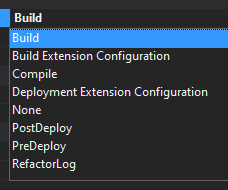 Build
Build
Build Extension Configuration
Compile
Deployment Extension Configuration
None
PostDeploy
PreDeploy
RefactorLog